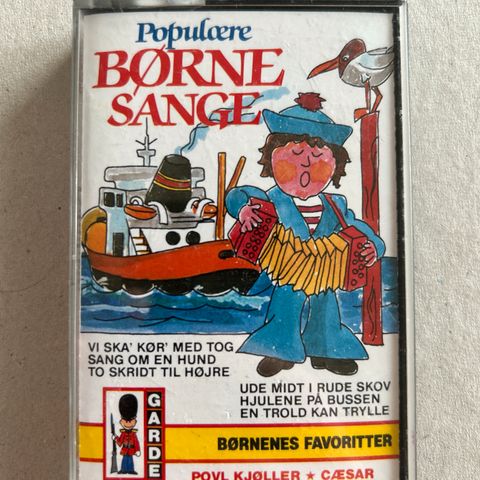 Populære
BØRNE
SANGE
VI SKA' KØR' MED TOG
SANG OM EN HUND
TO SKRIDT TIL HØJRE
UDE MIDT I RUDE SKOV
HJULENE PÅ BUSSEN
EN TROLD KAN TRYLLE
GARDE
BØRNENES FAVORITTER
POVL KJØLLER ★ CÆSAR